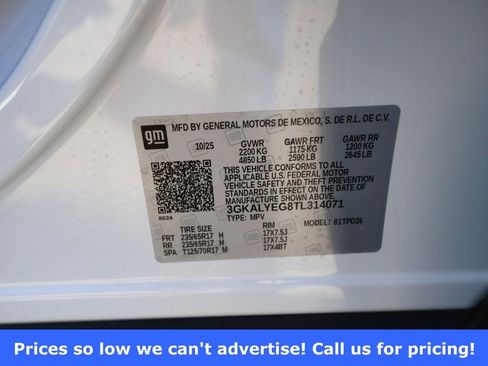 gm
MFD BY GENERAL MOTORS DE MEXICO, S. DE R.L. DE C.V.
10/25 GVWR GAWR FRT GAWR RR
2200 KG 1175 KG 1200 KG
4850 LB 2590 LB 2645 LB
THIS VEHICLE CONFORMS TO ALL
APPLICABLE U.S. FEDERAL MOTOR
VEHICLE SAFETY AND THEFT PREVENTION
STANDARDS IN EFFECT ON THE DATE OF
MANUFACTURE SHOWN ABOVE.
3GKALYEG8TL314071
TYPE: MPV MODEL: 81TPD26
TIRE SIZE RIM
FRT 235/65R17 H 17X7.5J
RR 235/65R17 H 17X7.5J
SPA T125/70R17 M 17X4BT
Prices so low we can't advertise! Call us for pricing!